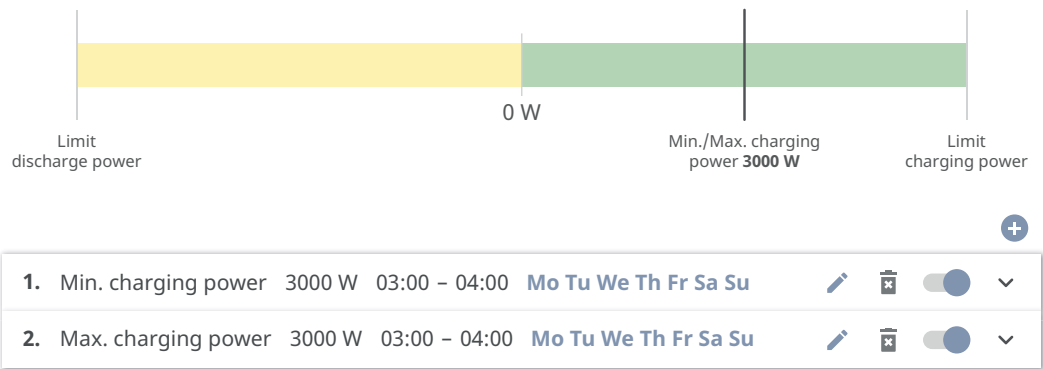 0 W
Limit
discharge power
Min./Max. charging
power 3000 W
Limit
charging power
1. Min. charging power 3000 W 03:00 – 04:00 Mo Tu We Th Fr Sa Su
2. Max. charging power 3000 W 03:00 – 04:00 Mo Tu We Th Fr Sa Su